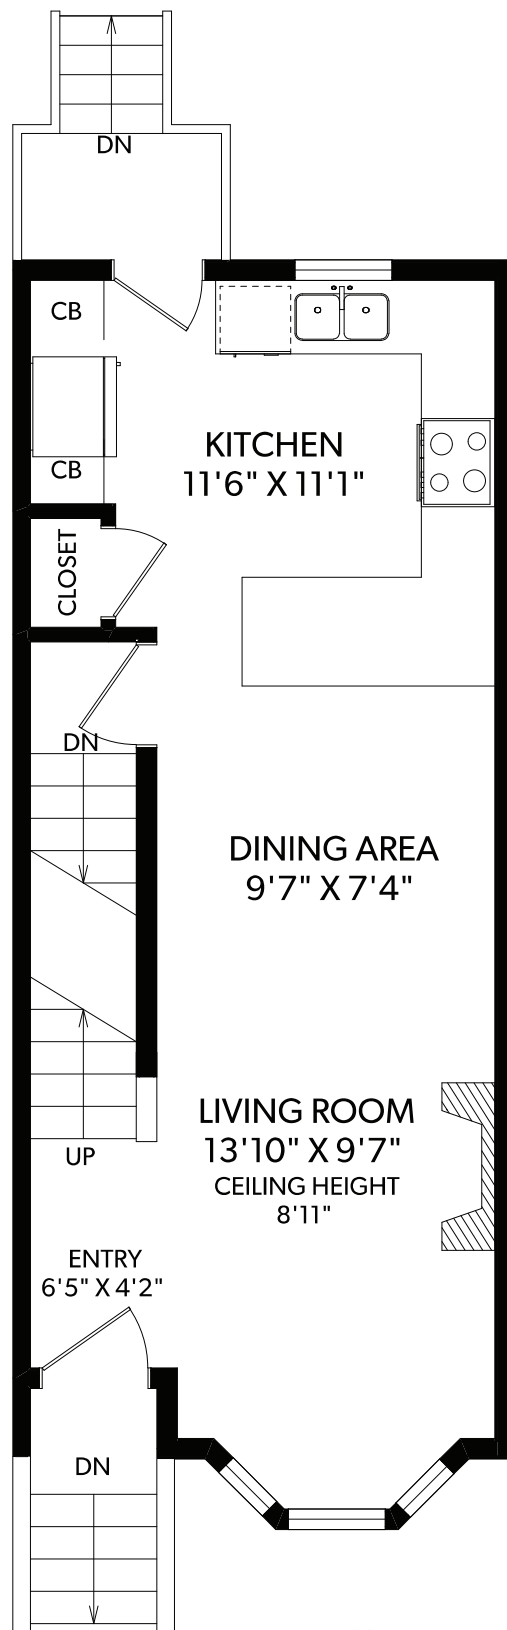 DN
CB
KITCHEN
11'6" X 11'1"
CB
CLOSET
DN
DINING AREA
9'7" X 7'4"
LIVING ROOM
13'10" X 9'7"
CEILING HEIGHT
8'11"
UP
ENTRY
6'5" X 4'2"
DN